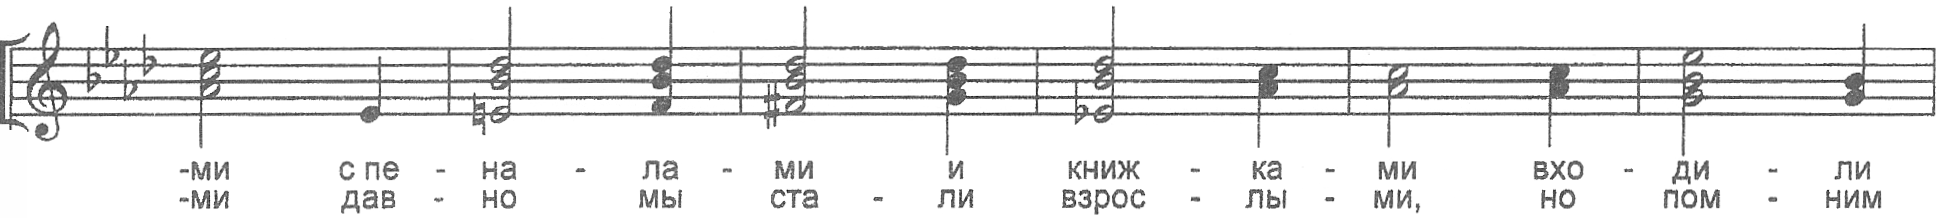 -ми с пе - на - ла - ми и книж - ка - ми вхо - ди - ли
-ми дав - но мы ста - ли взрос - лы - ми, но пом - ним